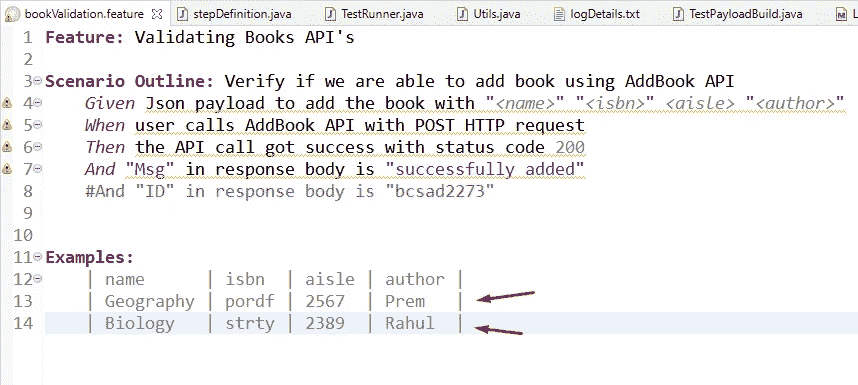 bookValidation.feature stepDefinition.java TestRunner.java Utils.java logDetails.txt TestPayloadBuild.java L
1 Feature: Validating Books API's
2
3 Scenario Outline: Verify if we are able to add book using AddBook API
4 Given Json payload to add the book with "<name>" "<isbn>" <aisle> "<author>"
5 When user calls AddBook API with POST HTTP request
6 Then the API call got success with status code 200
7 And "Msg" in response body is "successfully added"
8 #And "ID" in response body is "bcsad2273"
9
10
11 Examples:
12 | name | isbn | aisle | author |
13 | Geography | pordf | 2567 | Prem |
14 | Biology | strty | 2389 | Rahul |